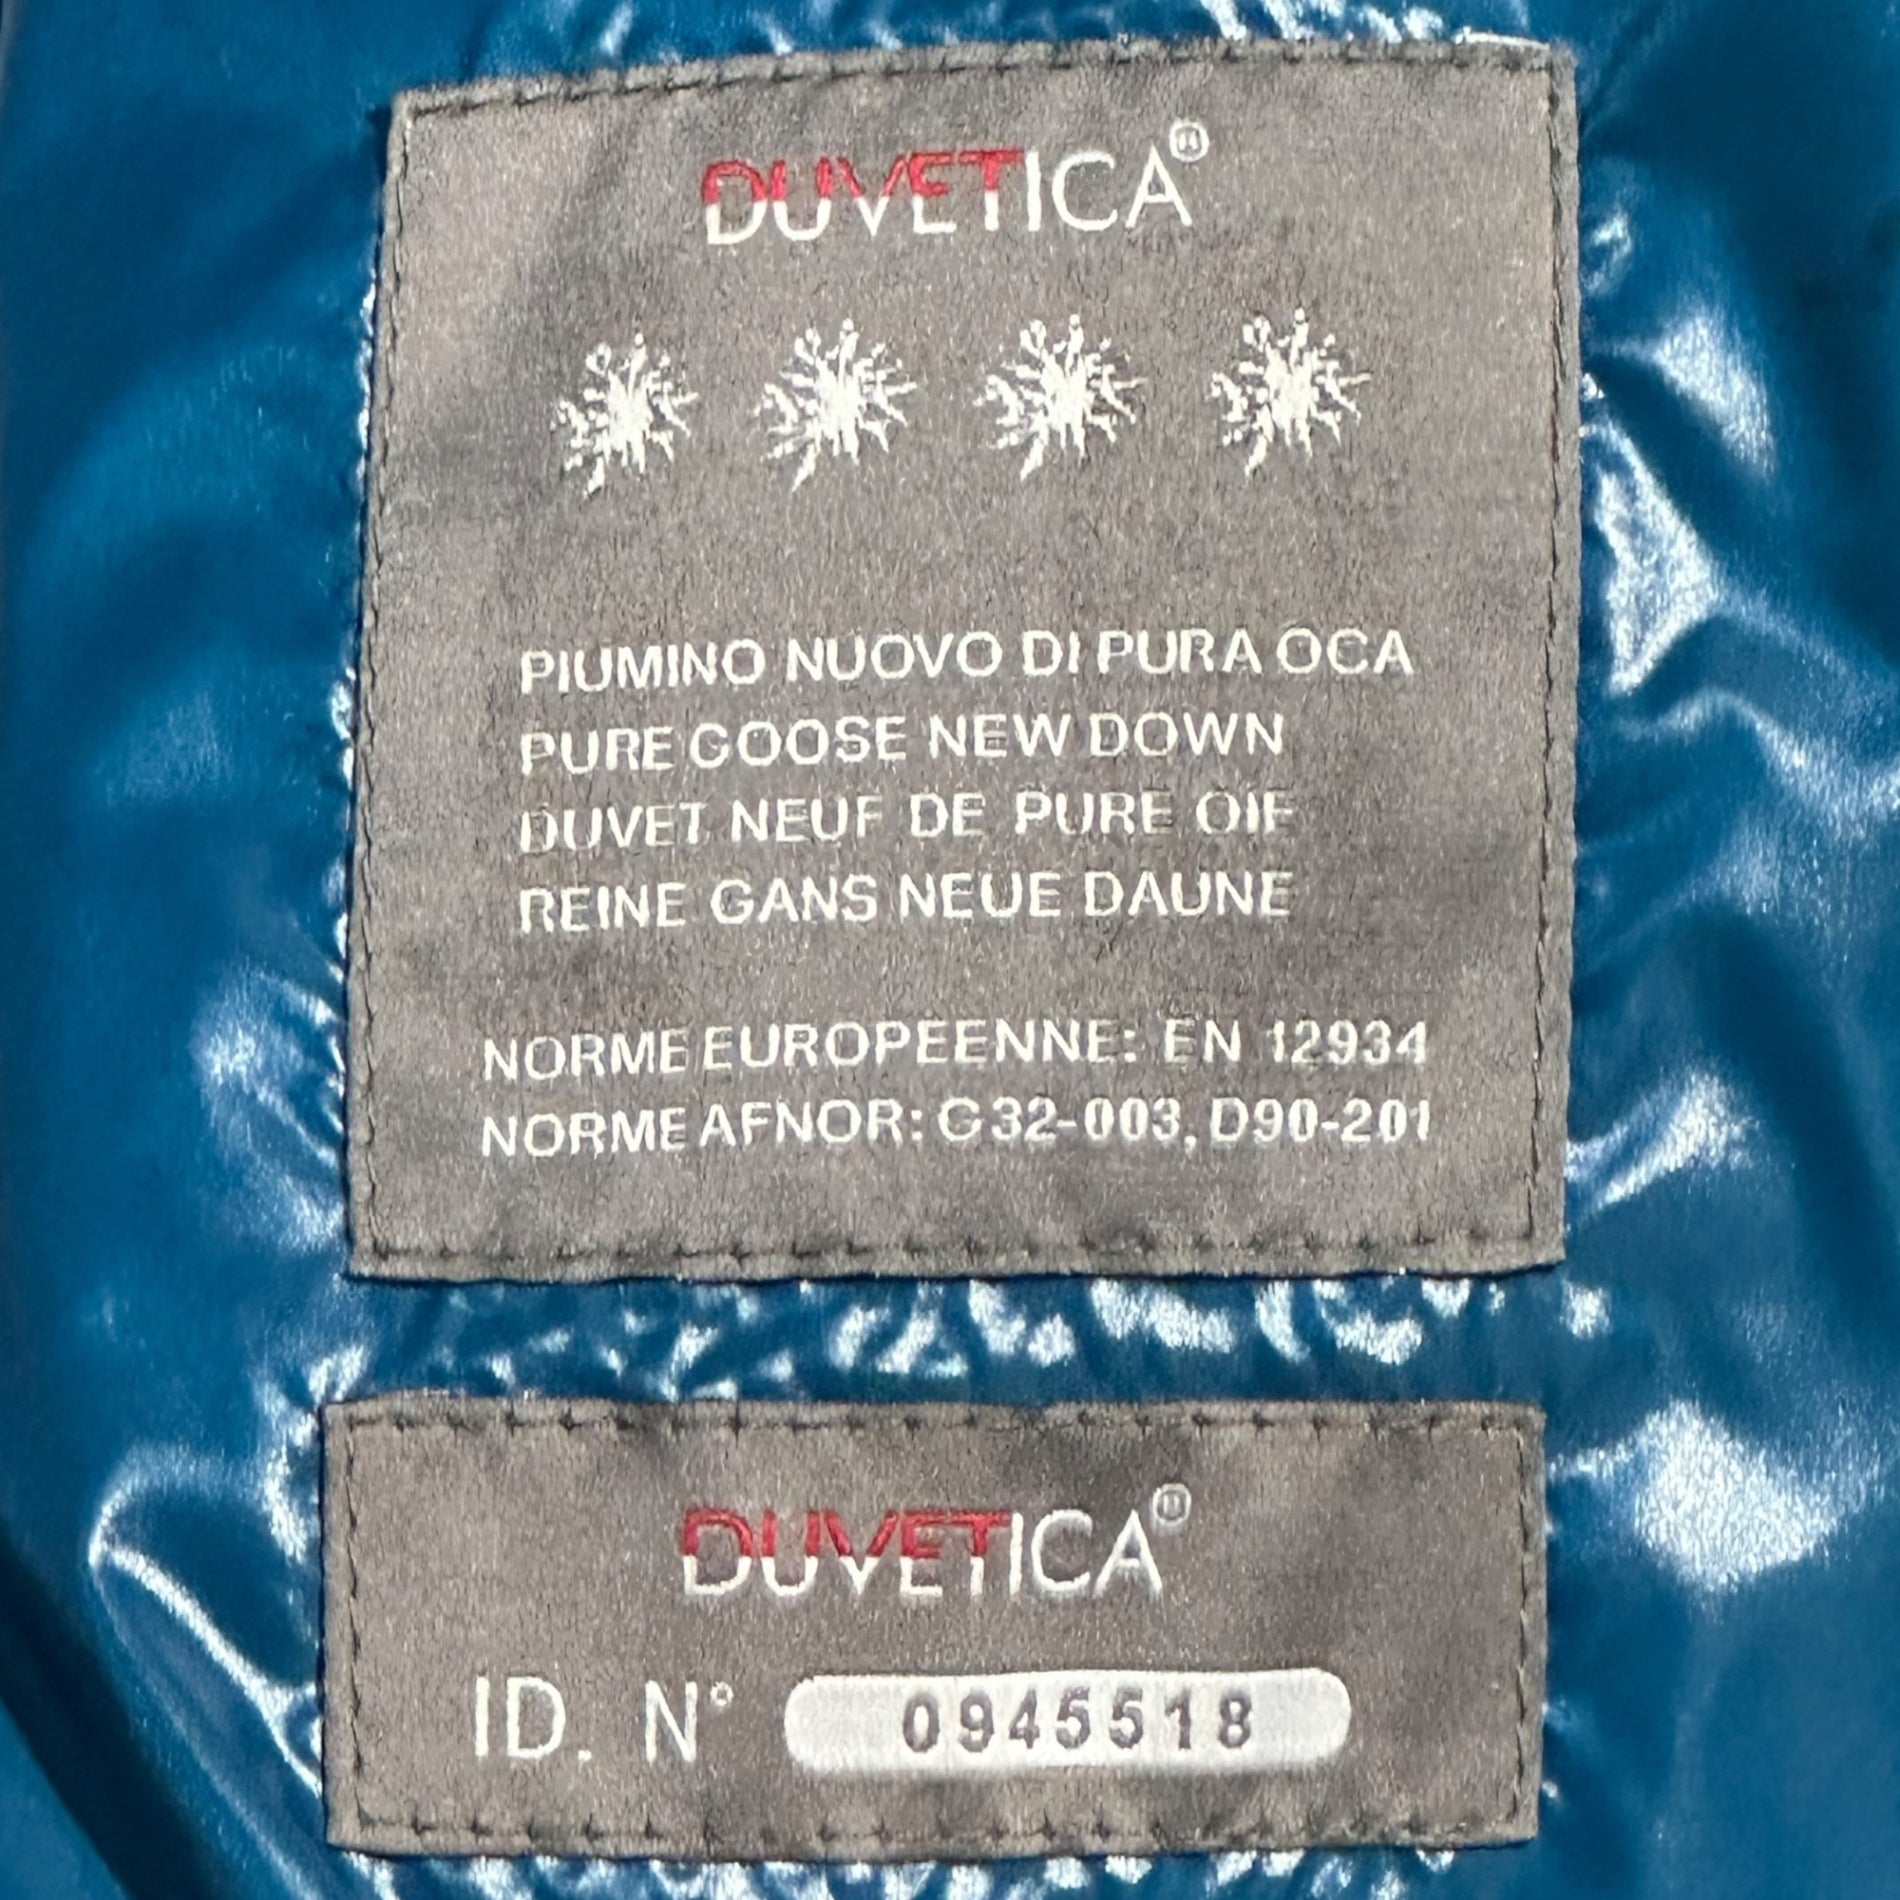 DUVETICA®
PIUMINO NUOVO DI PURA OCA
PURE GOOSE NEW DOWN
DUVET NEUF DE PURE OIE
REINE GANS NEUE DAUNE
NORME EUROPEENNE: EN 12934
NORME AFNOR: G32-003, D90-201
DUVETICA®
ID. N° 0945518